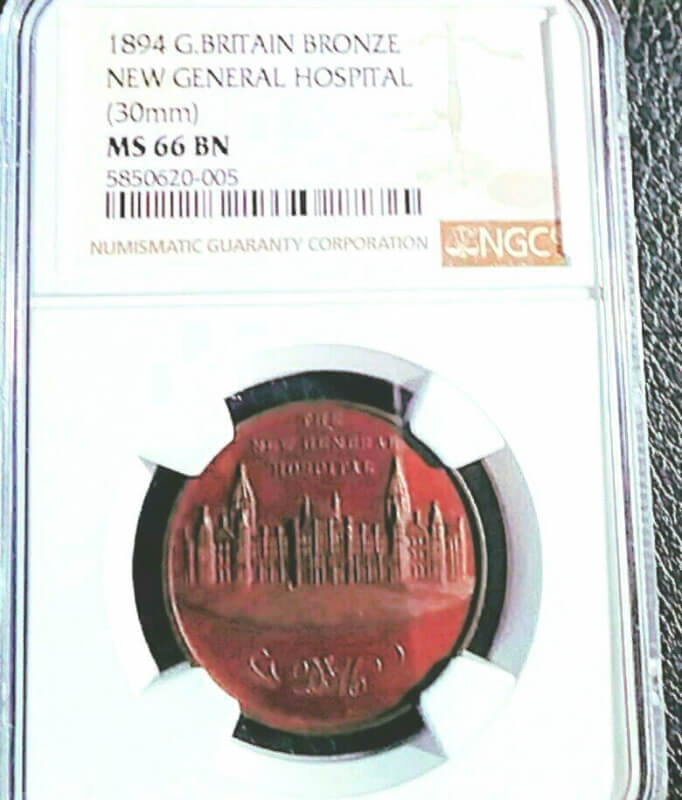 1894 G.BRITAIN BRONZE
NEW GENERAL HOSPITAL
(30mm)
MS 66 BN
5850620-005
NUMISMATIC GUARANTY CORPORATION
NGC
THE
NEW GENERAL
HOSPITAL